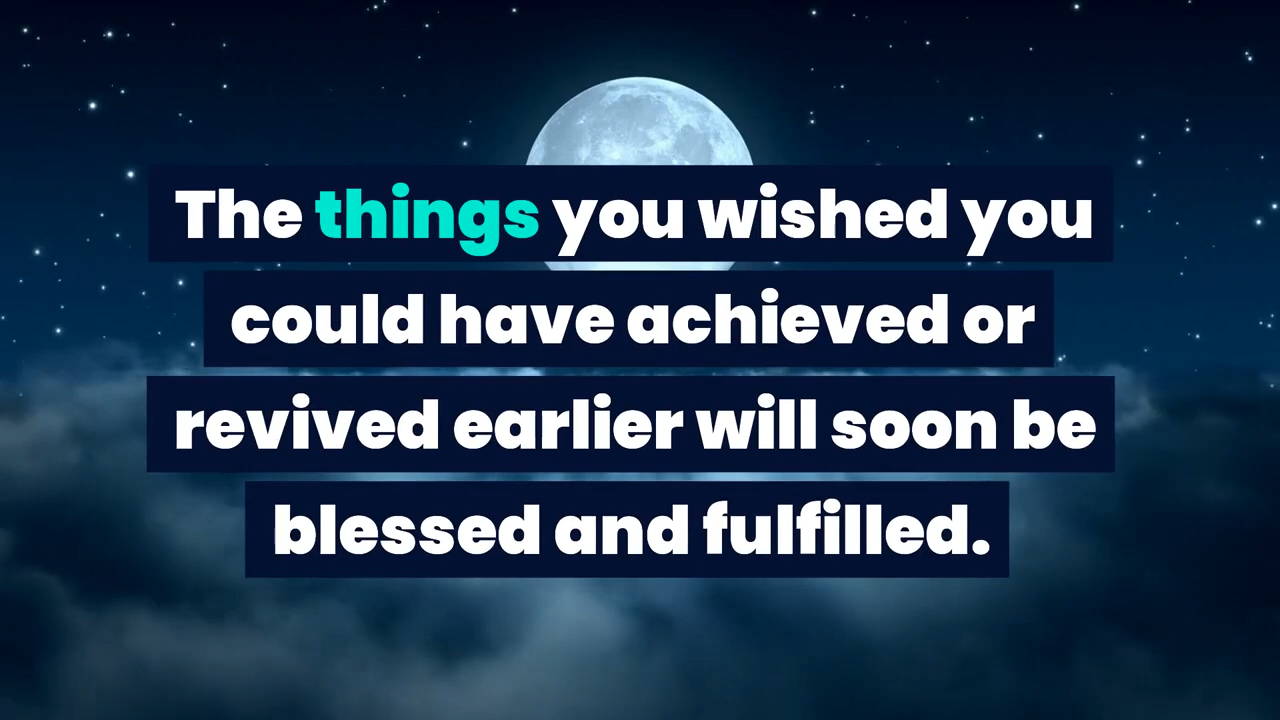 The things you wished you
could have achieved or
revived earlier will soon be
blessed and fulfilled.